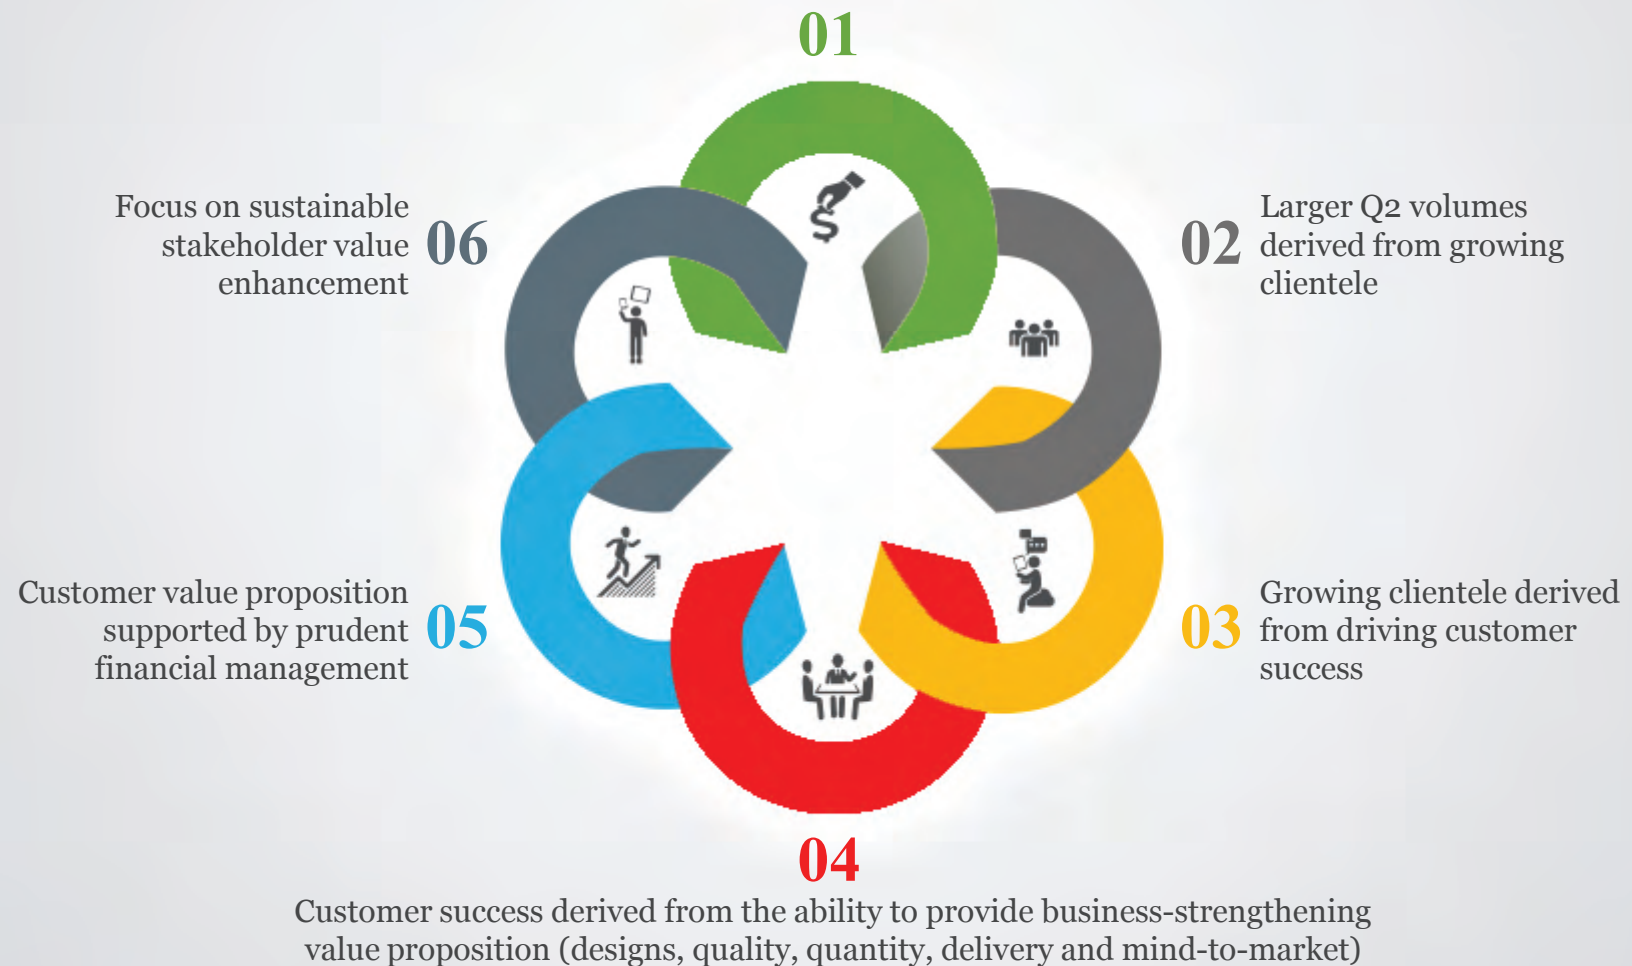 01
02
Larger Q2 volumes
derived from growing
clientele
03
Growing clientele derived
from driving customer
success
04
Customer success derived from the ability to provide business-strengthening
value proposition (designs, quality, quantity, delivery and mind-to-market)
05
Customer value proposition
supported by prudent
financial management
06
Focus on sustainable
stakeholder value
enhancement